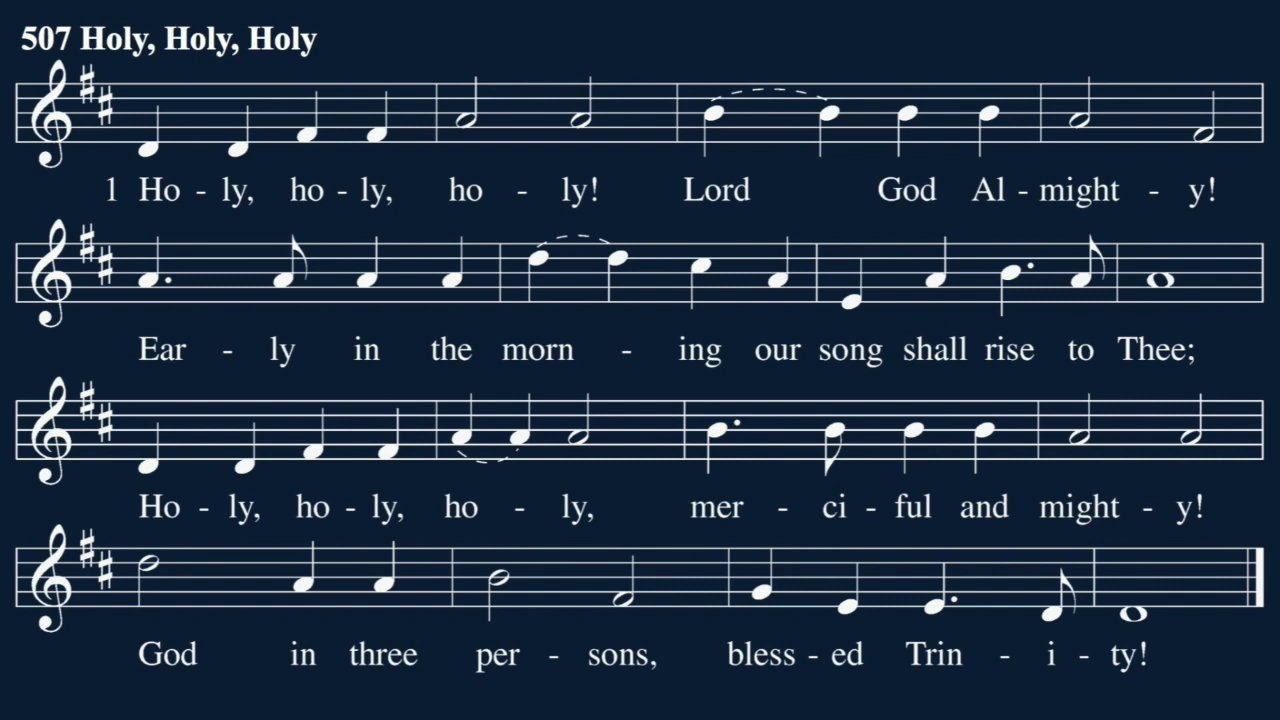 507 Holy, Holy, Holy
1 Ho - ly, ho - ly, ho - ly! Lord God Al - might - y!
Ear - ly in the morn - ing our song shall rise to Thee;
Ho - ly, ho - ly, ho - ly, mer - ci - ful and might - y!
God in three per - sons, bless - ed Trin - i - ty!